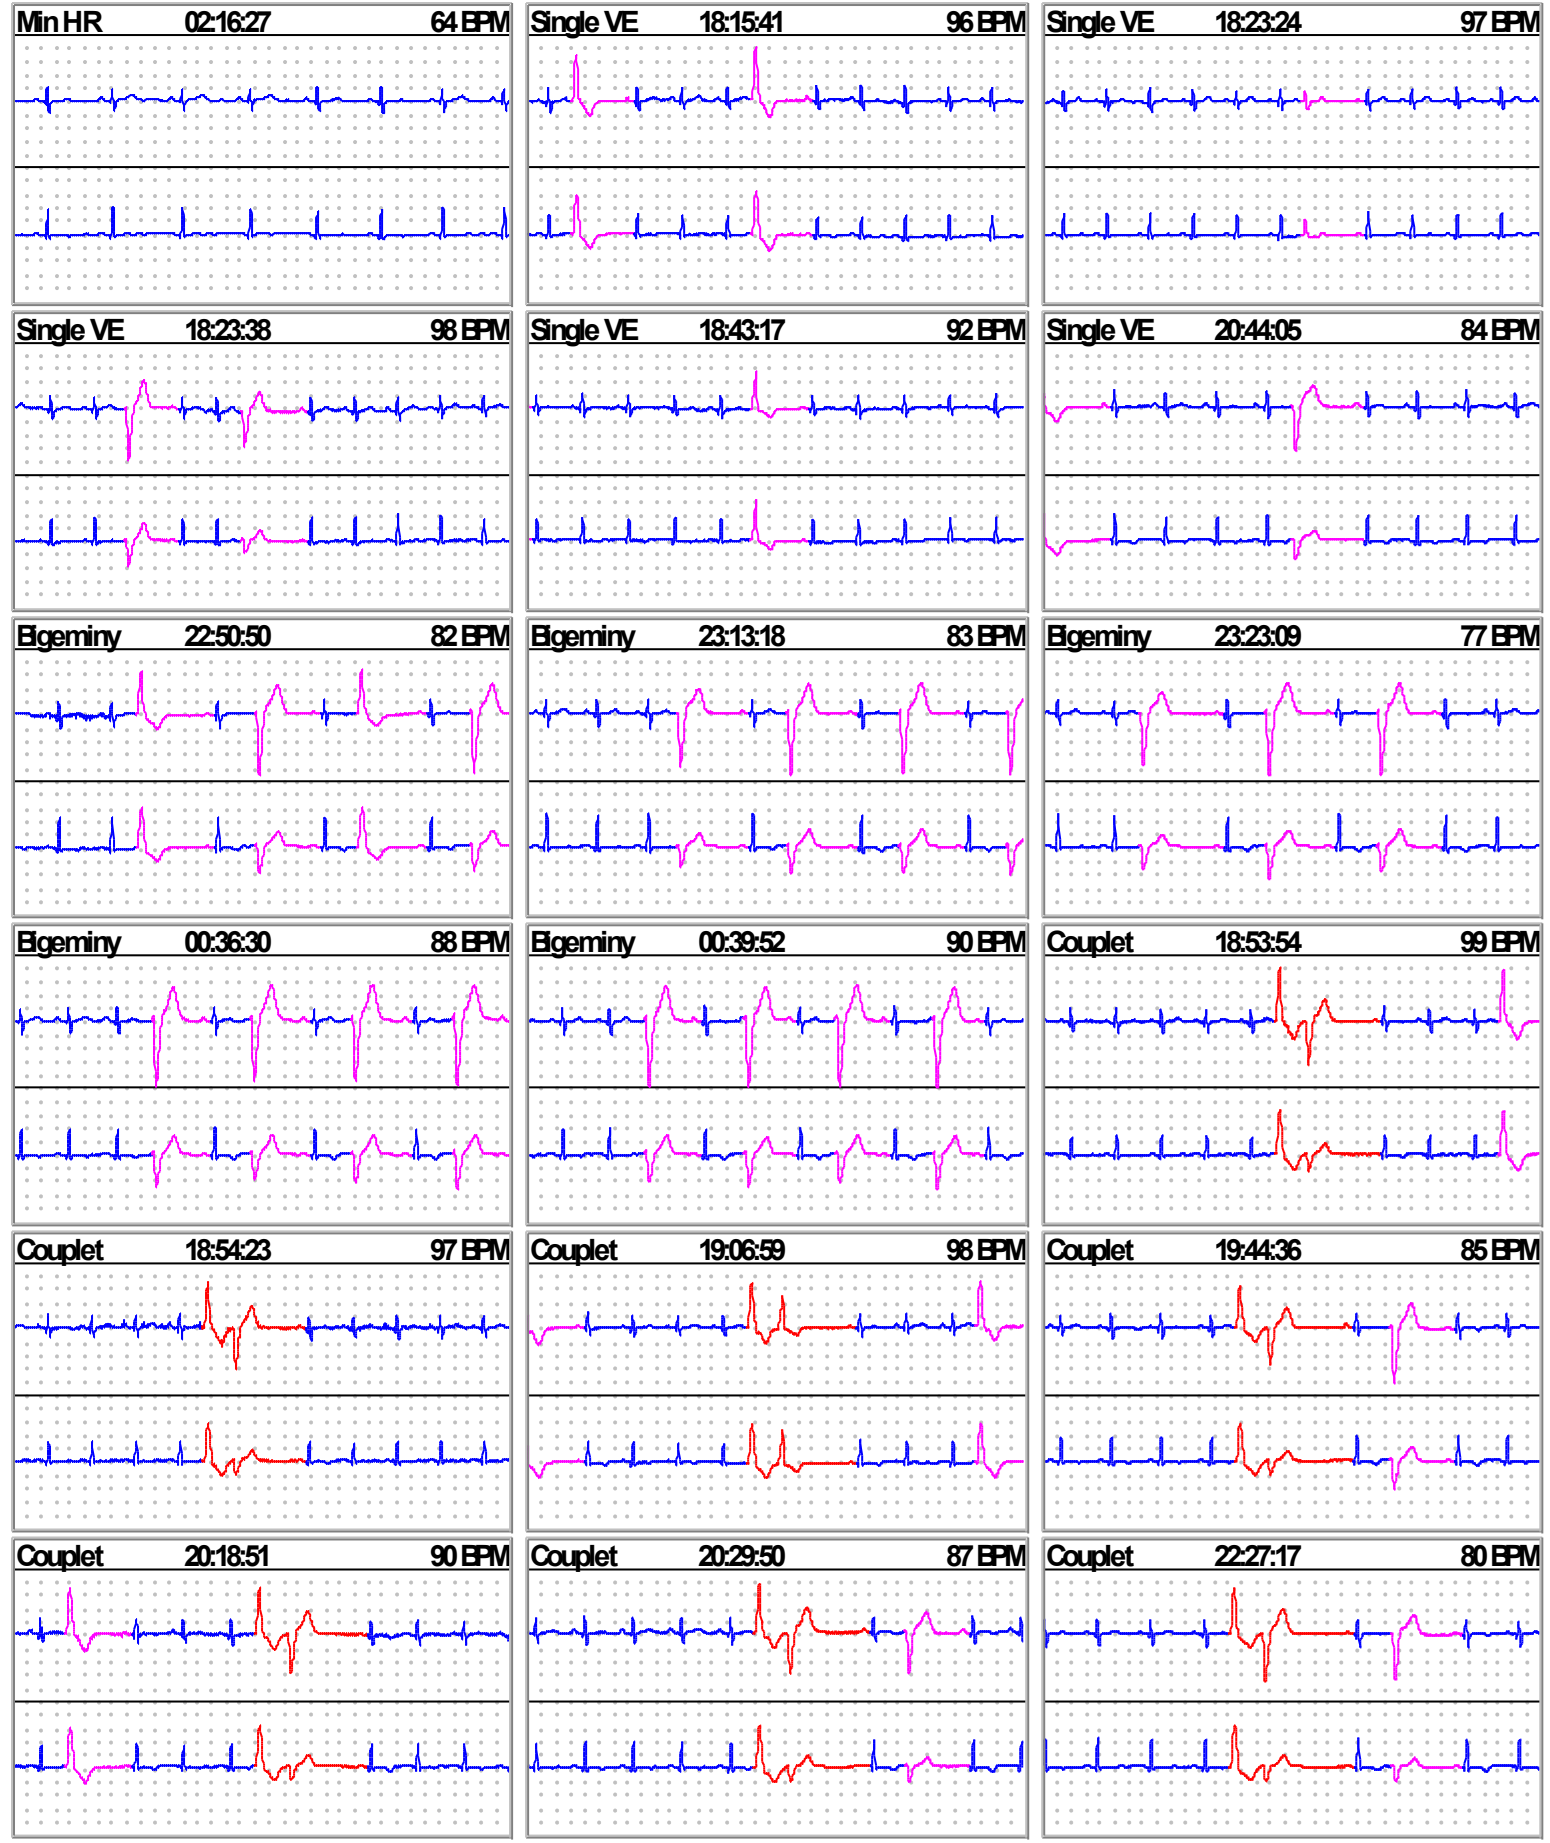 Min HR 02:16:27 64 BPM
Single VE 18:15:41 96 BPM
Single VE 18:23:24 97 BPM
Single VE 18:23:38 98 BPM
Single VE 18:43:17 92 BPM
Single VE 20:44:05 84 BPM
Bigeminy 22:50:50 82 BPM
Bigeminy 23:13:18 83 BPM
Bigeminy 23:23:09 77 BPM
Bigeminy 00:36:30 88 BPM
Bigeminy 00:39:52 90 BPM
Couplet 18:53:54 99 BPM
Couplet 18:54:23 97 BPM
Couplet 19:06:59 98 BPM
Couplet 19:44:36 85 BPM
Couplet 20:18:51 90 BPM
Couplet 20:29:50 87 BPM
Couplet 22:27:17 80 BPM